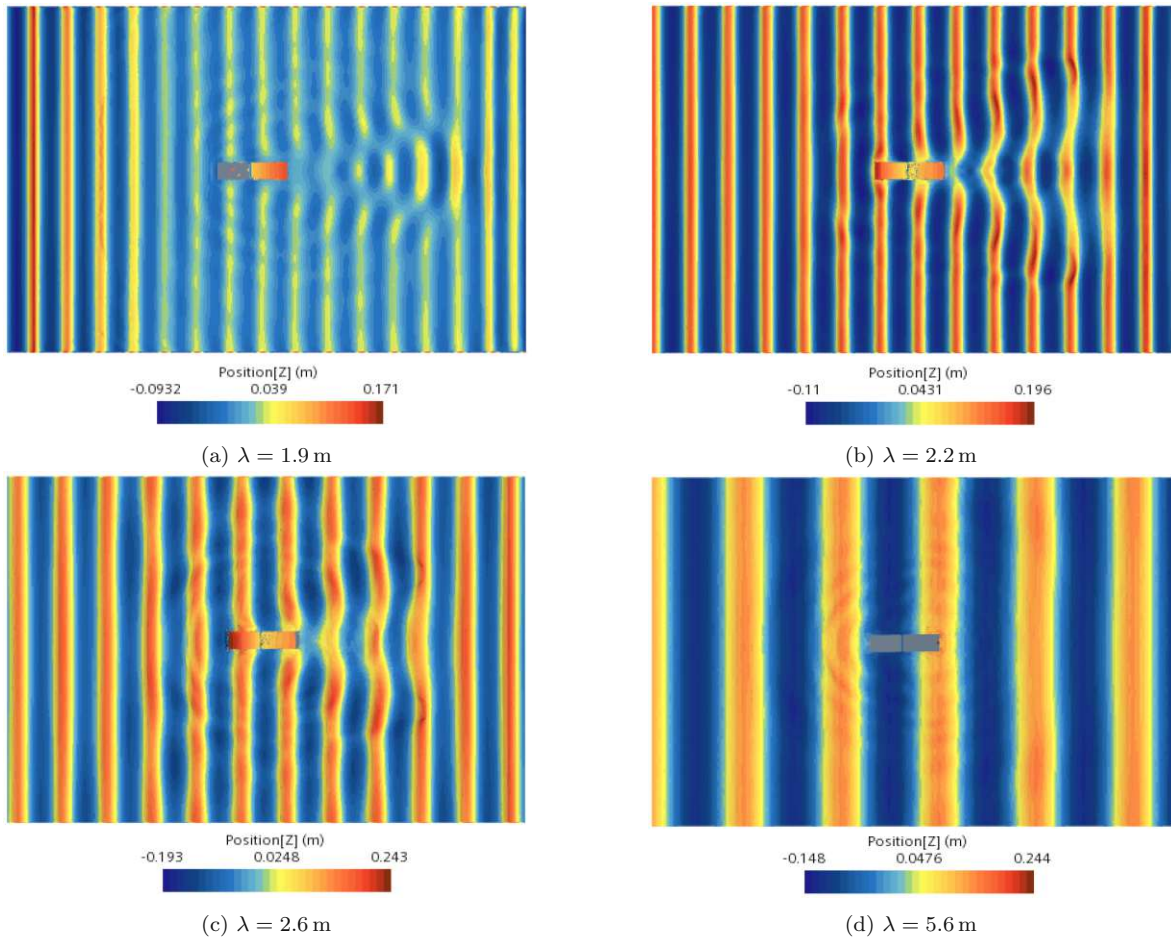 Position[Z] (m)
-0.0932 0.039 0.171
(a) λ = 1.9 m
Position[Z] (m)
-0.11 0.0431 0.196
(b) λ = 2.2 m
Position[Z] (m)
-0.193 0.0248 0.243
(c) λ = 2.6 m
Position[Z] (m)
-0.148 0.0476 0.244
(d) λ = 5.6 m